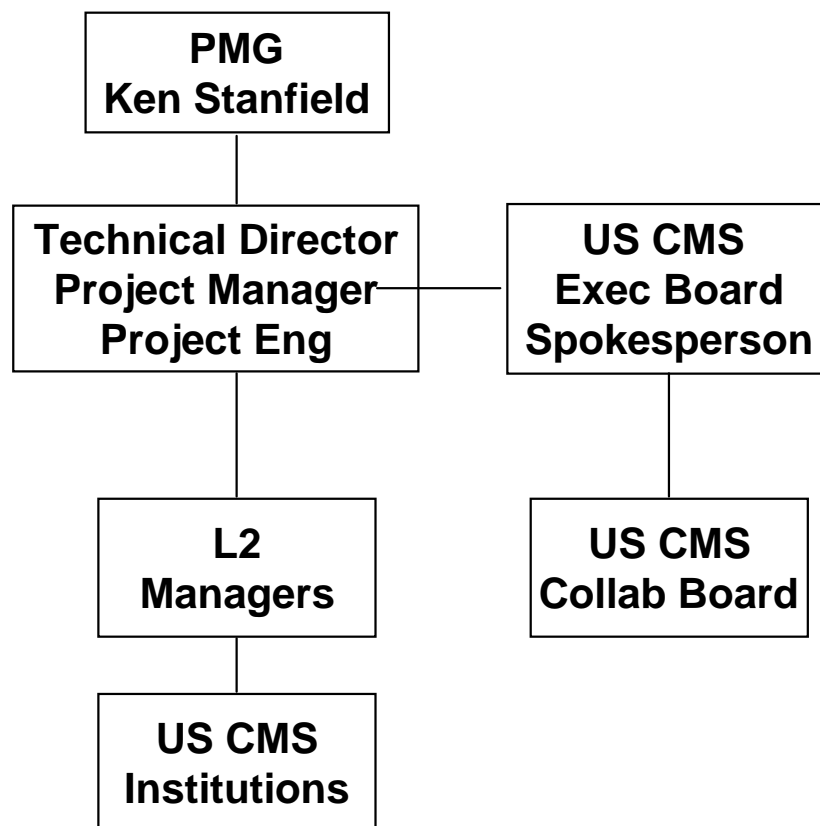 PMG
Ken Stanfield
Technical Director
Project Manager
Project Eng
US CMS
Exec Board
Spokesperson
L2
Managers
US CMS
Collab Board
US CMS
Institutions